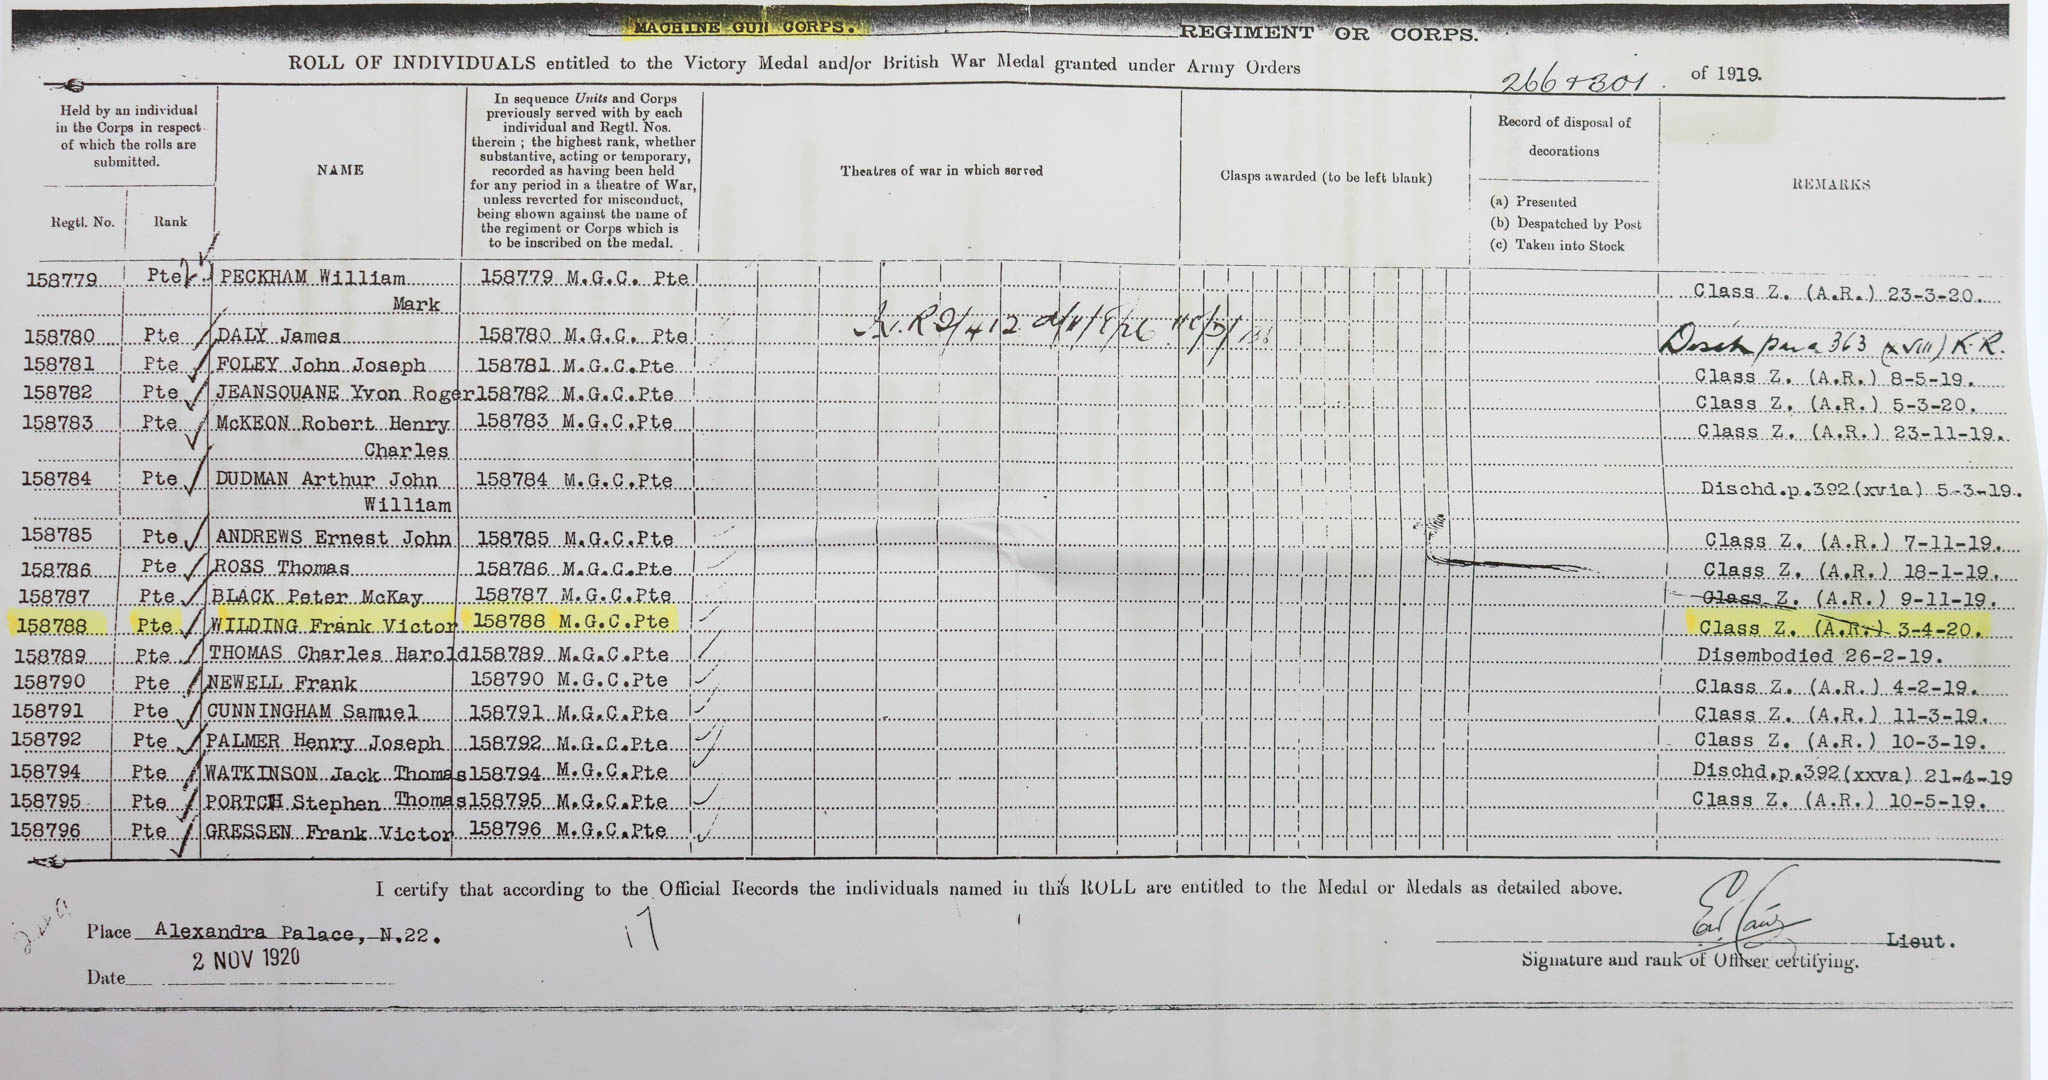 MACHINE GUN CORPS. REGIMENT OR CORPS.
ROLL OF INDIVIDUALS entitled to the Victory Medal and/or British War Medal granted under Army Orders 266 & 301. of 1919.
Held by an individual
in the Corps in respect
of which the rolls are
submitted.
Regtl. No. Rank
NAME
In sequence Units and Corps
previously served with by each
individual and Regtl. Nos.
therein ; the highest rank, whether
substantive, acting or temporary,
recorded as having been held
for any period in a theatre of War,
unless reverted for misconduct,
being shown against the name of
the regiment or Corps which is
to be inscribed on the medal.
Theatres of war in which served
Clasps awarded (to be left blank)
Record of disposal of
decorations
(a) Presented
(b) Despatched by Post
(c) Taken into Stock
REMARKS
158779 Pte PECKHAM William 158779 M.G.C. Pte Class Z. (A.R.) 23-3-20.
Mark
158780 Pte DALY James 158780 M.G.C. Pte para 363 (xviii) K.R.
158781 Pte FOLEY John Joseph 158781 M.G.C.Pte Class Z. (A.R.) 8-5-19.
158782 Pte JEANSOUANE Yvon Roger 158782 M.G.C.Pte Class Z. (A.R.) 5-3-20.
158783 Pte McKEON Robert Henry 158783 M.G.C.Pte Class Z. (A.R.) 23-11-19.
Charles
158784 Pte DUDMAN Arthur John 158784 M.G.C.Pte Dischd.p.392(xvia) 5-3-19.
William
158785 Pte ANDREWS Ernest John 158785 M.G.C.Pte Class Z. (A.R.) 7-11-19.
158786 Pte ROSS Thomas 158786 M.G.C.Pte Class Z. (A.R.) 18-1-19.
158787 Pte BLACK Peter McKay 158787 M.G.C.Pte Class Z. (A.R.) 9-11-19.
158788 Pte WILDING Frank Victor 158788 M.G.C.Pte Class Z. (A.R.) 3-4-20.
158789 Pte THOMAS Charles Harold 158789 M.G.C.Pte Disembodied 26-2-19.
158790 Pte NEWELL Frank 158790 M.G.C.Pte Class Z. (A.R.) 4-2-19.
158791 Pte CUNNINGHAM Samuel 158791 M.G.C.Pte Class Z. (A.R.) 11-3-19.
158792 Pte PALMER Henry Joseph 158792 M.G.C.Pte Class Z. (A.R.) 10-3-19.
158794 Pte WATKINSON Jack Thomas 158794 M.G.C.Pte Dischd.p.392(xxva) 21-4-19
158795 Pte PORTCH Stephen Thomas 158795 M.G.C.Pte Class Z. (A.R.) 10-5-19.
158796 Pte GRESSEN Frank Victor 158796 M.G.C.Pte
I certify that according to the Official Records the individuals named in this ROLL are entitled to the Medal or Medals as detailed above.
Place Alexandra Palace, N.22. 17
Lieut.
Date 2 NOV 1920
Signature and rank of Officer certifying.